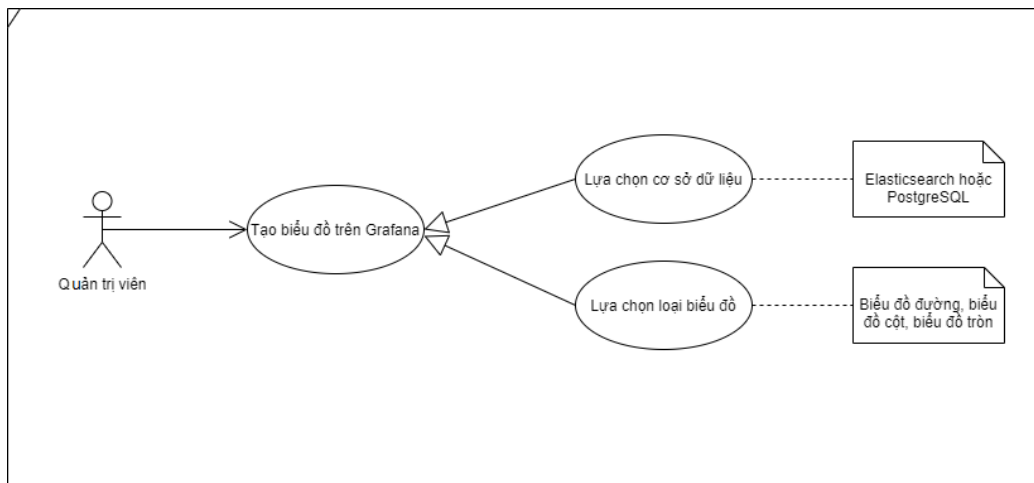 Quản trị viên
Tạo biểu đồ trên Grafana
Lựa chọn cơ sở dữ liệu
Elasticsearch hoặc
PostgreSQL
Lựa chọn loại biểu đồ
Biểu đồ đường, biểu
đồ cột, biểu đồ tròn